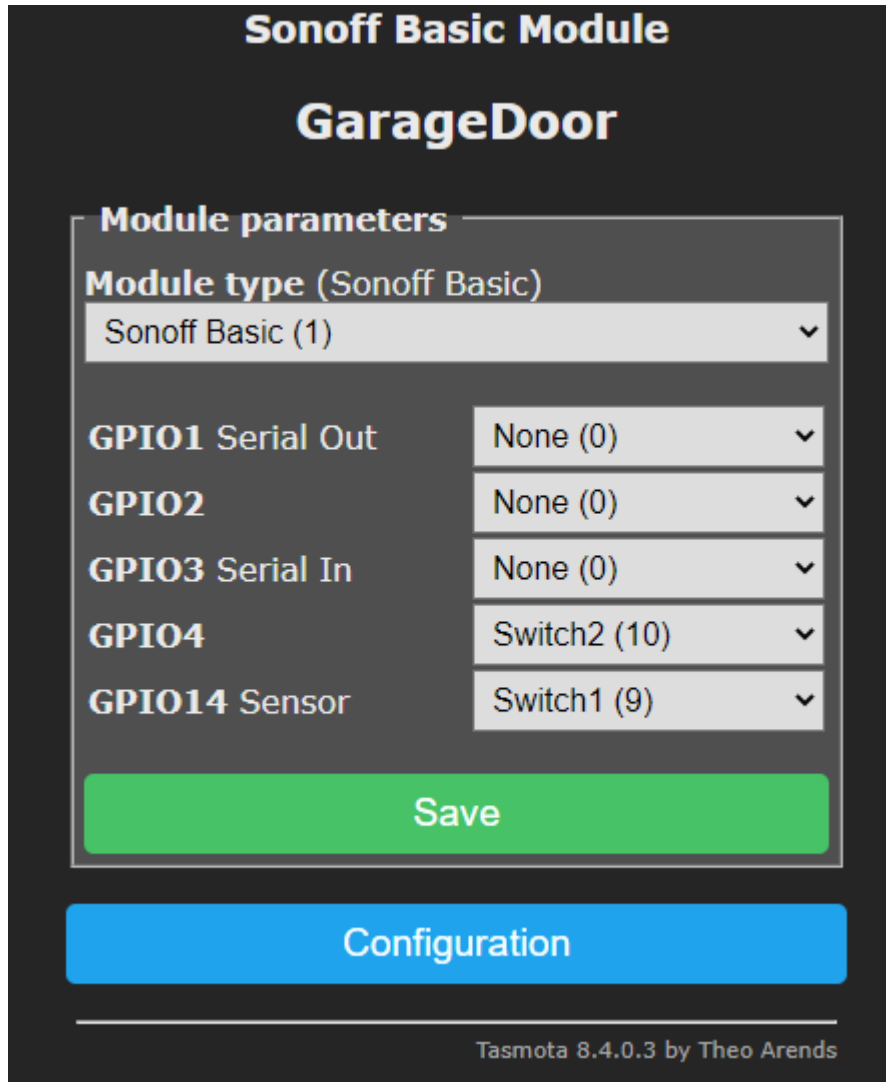 Sonoff Basic Module
GarageDoor
Module parameters
Module type (Sonoff Basic)
Sonoff Basic (1)
GPIO1 Serial Out None (0)
GPIO2 None (0)
GPIO3 Serial In None (0)
GPIO4 Switch2 (10)
GPIO14 Sensor Switch1 (9)
Save
Configuration
Tasmota 8.4.0.3 by Theo Arends